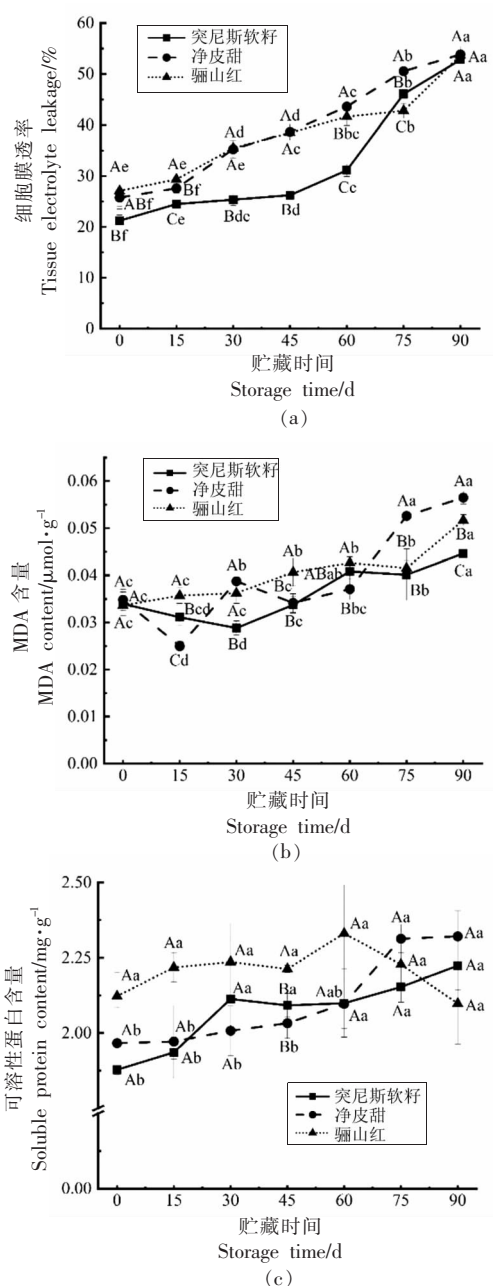 60
50
40
30
20
10
0
细胞膜透率
Tissue electrolyte leakage/%
突尼斯软籽
净皮甜
骊山红
Ae
ABf
Bf
Ae
Bf
Ce
Ad
Ae
Bdc
Ad
Ac
Bd
Ac
Bbc
Cc
Ab
Bb
Cb
Aa
Aa
Aa
0 15 30 45 60 75 90
贮藏时间
Storage time/d
(a)
0.06
0.05
0.04
0.03
0.02
0.01
0.00
MDA 含量
MDA content/μmol·g⁻¹
突尼斯软籽
净皮甜
骊山红
Ac
Ac
Ac
Ac
Bcd
Cd
Ab
Ac
Bd
Ab
Bc
Bc
Ab
ABab
Bbc
Aa
Bb
Bb
Aa
Ba
Ca
0 15 30 45 60 75 90
贮藏时间
Storage time/d
(b)
2.50
2.25
2.00
0.00
可溶性蛋白含量
Soluble protein content/mg·g⁻¹
Aa
Ab
Ab
Aa
Ab
Ab
Aa
Aa
Ab
Aa
Ba
Bb
Aa
Aab
Aa
Aa
Aa
Aa
Aa
Aa
Aa
突尼斯软籽
净皮甜
骊山红
0 15 30 45 60 75 90
贮藏时间
Storage time/d
(c)